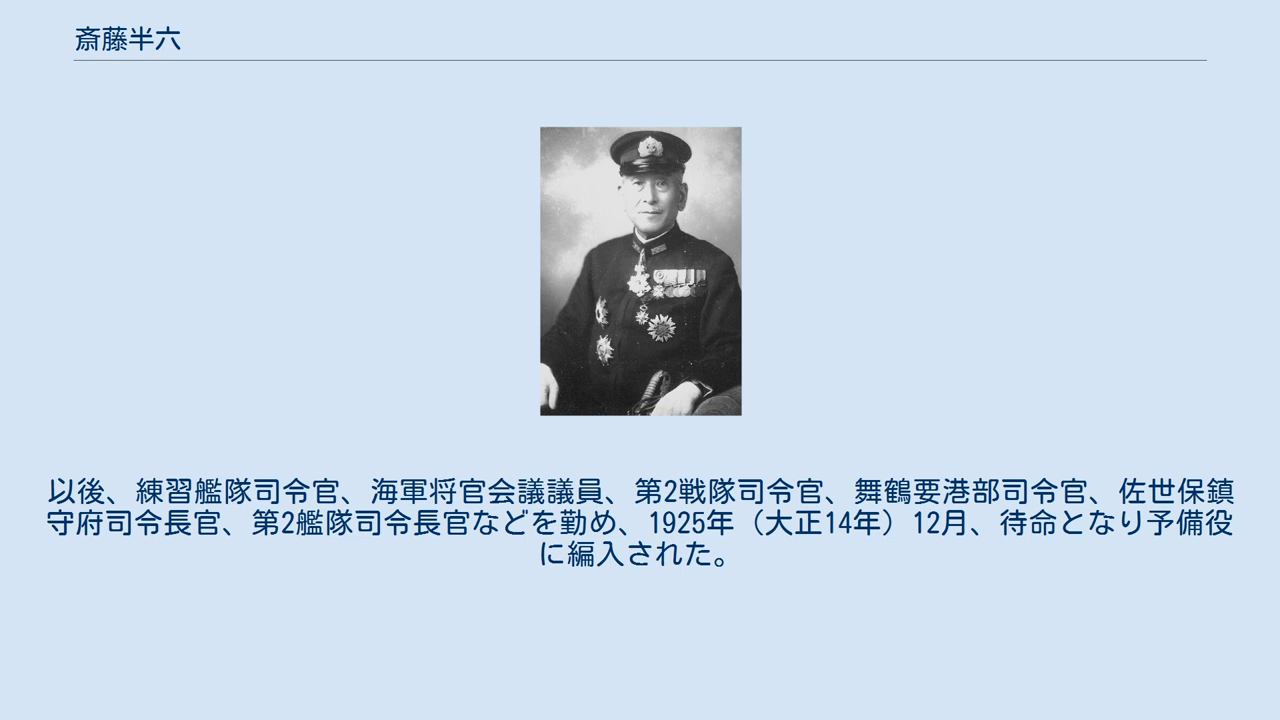 斎藤半六
以後、練習艦隊司令官、海軍将官会議議員、第2戦隊司令官、舞鶴要港部司令官、佐世保鎮
守府司令長官、第2艦隊司令長官などを勤め、1925年（大正14年）12月、待命となり予備役
に編入された。